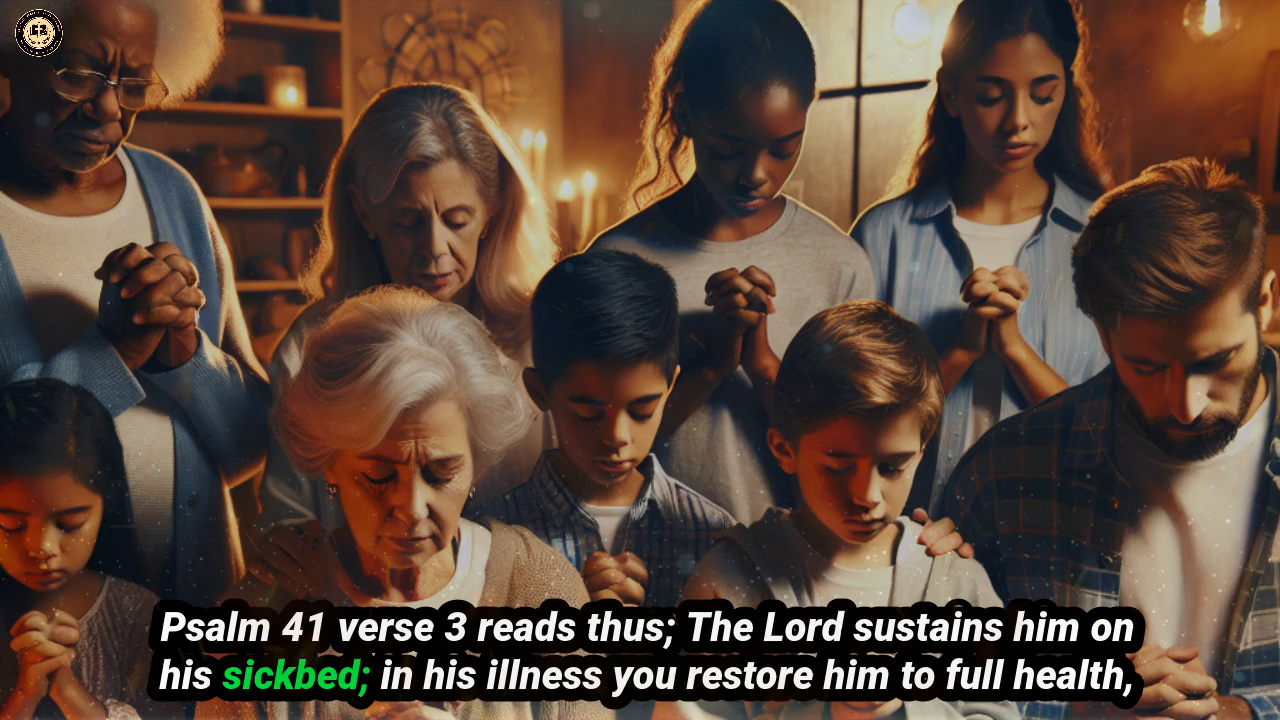 Psalm 41 verse 3 reads thus; The Lord sustains him on
his sickbed; in his illness you restore him to full health,